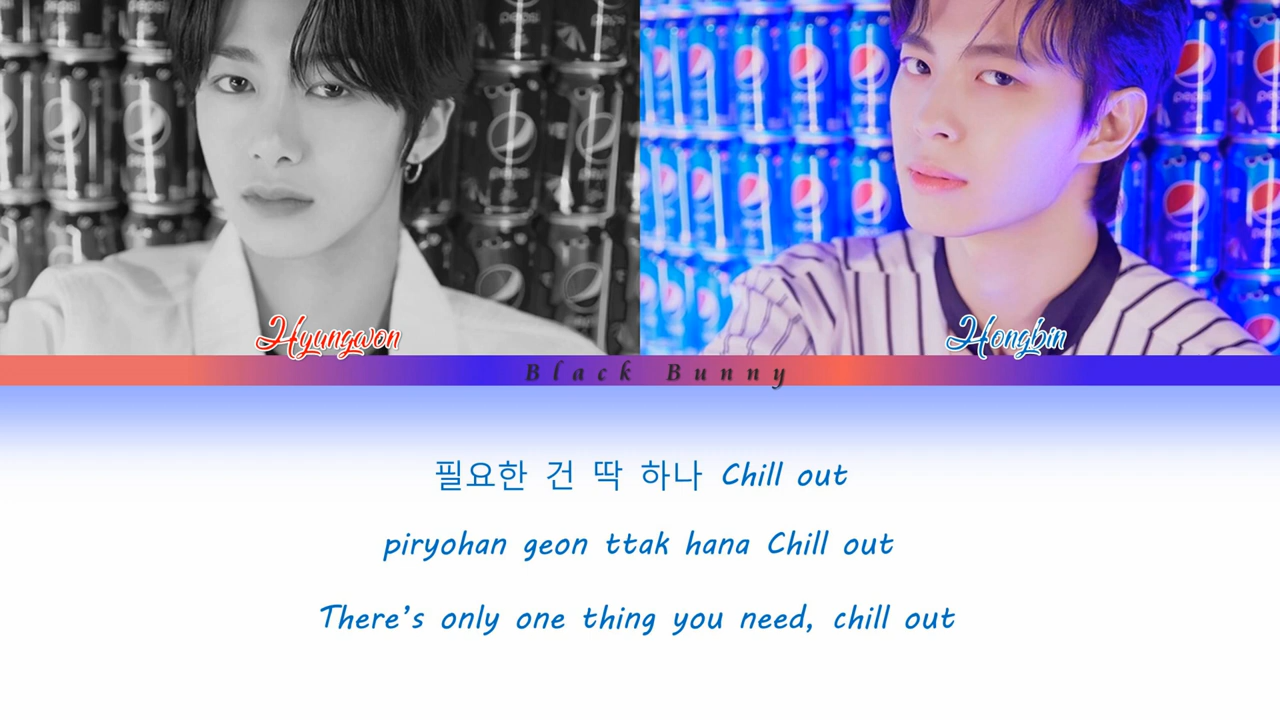 pepsi
Hyungwon
Hongbin
Black Bunny
필요한 건 딱 하나 Chill out
piryohan geon ttak hana Chill out
There's only one thing you need, chill out